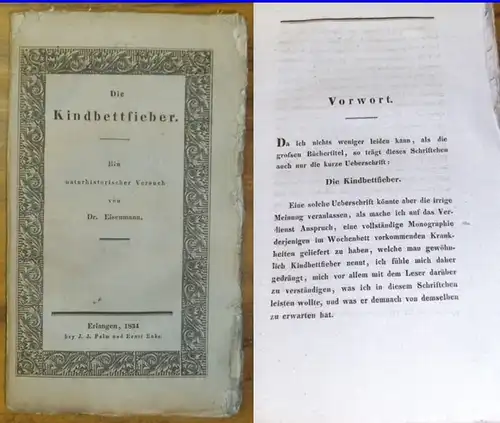 Die
Kindbettfieber.
Ein
naturhistorischer Versuch
von
Dr. Eisenmann.
Erlangen, 1834
bey J. J. Palm und Ernst Enke
Vorwort.
Da ich nichts weniger leiden kann, als die
großen Büchertitel, so trägt dieses Schriftchen
auch nur die kurze Ueberschrift:
Die Kindbettfieber.
Eine solche Ueberschrift könnte aber die irrige
Meinung veranlassen, als mache ich auf das Ver-
dienst Anspruch, eine vollständige Monographie
derjenigen im Wochenbett vorkommenden Krank-
heiten geliefert zu haben, welche man gewöhn-
lich Kindbettfieber nennt, ich fühle mich daher
gedrängt, mich vor allem mit dem Leser darüber
zu verständigen, was ich in diesem Schriftchen
leisten wollte, und was er demnach von demselben
zu erwarten hat.